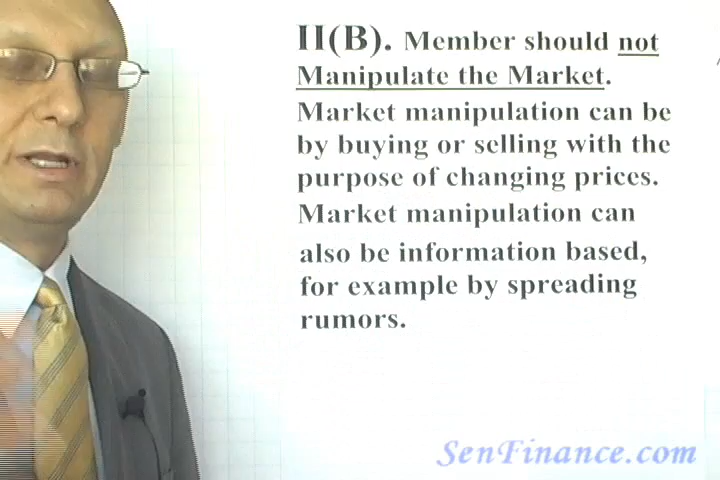 II(B). Member should not
Manipulate the Market.
Market manipulation can be
by buying or selling with the
purpose of changing prices.
Market manipulation can
also be information based,
for example by spreading
rumors.
SenFinance.com